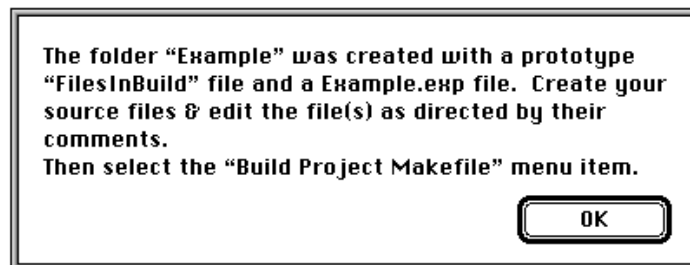 The folder “Example” was created with a prototype
“FilesInBuild” file and a Example.exp file.  Create your
source files & edit the file(s) as directed by their
comments.
Then select the “Build Project Makefile” menu item.
OK